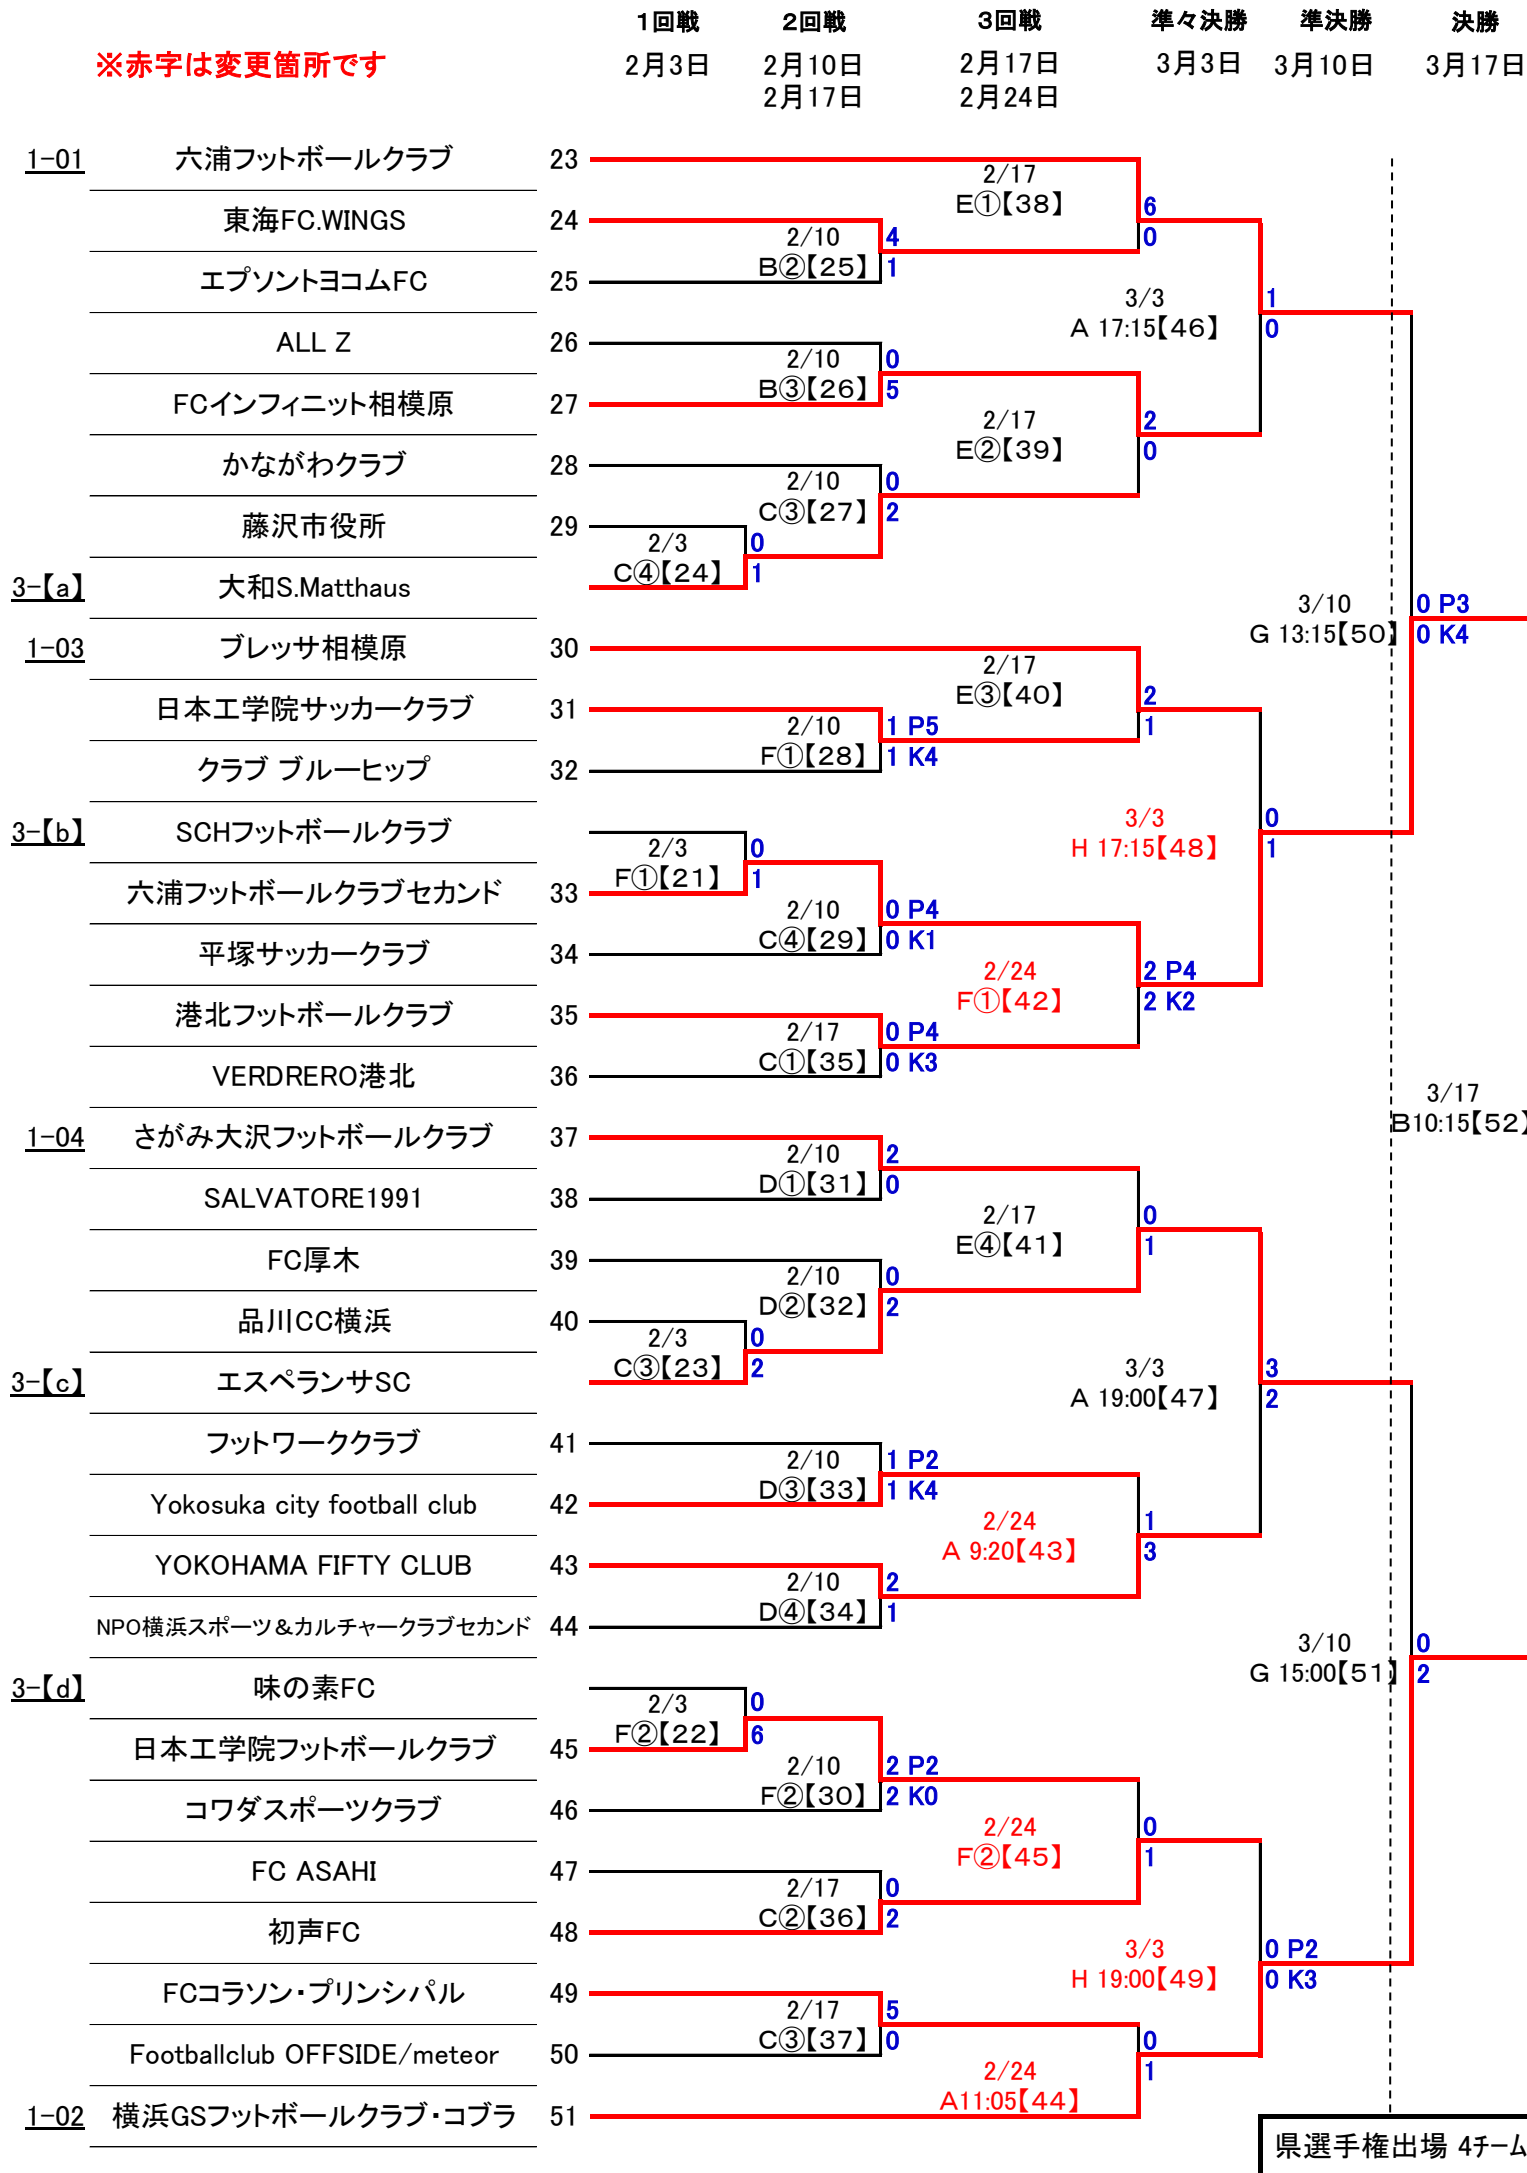 1回戦 2回戦 3回戦 準々決勝 準決勝 決勝
※赤字は変更箇所です
2月3日 2月10日 2月17日 3月3日 3月10日 3月17日
2月17日 2月24日
1-01 六浦フットボールクラブ 23
2/17
E①【38】
6
0
東海FC.WINGS 24
2/10
B②【25】
4
1
エプソントヨコムFC 25
3/3
A 17:15【46】
1
0
ALL Z 26
2/10
B③【26】
0
5
FCインフィニット相模原 27
2/17
E②【39】
2
0
かながわクラブ 28
2/10
C③【27】
0
2
藤沢市役所 29
2/3
C④【24】
0
1
3-【a】 大和S.Matthaus
3/10
G 13:15【50】
0 P3
0 K4
1-03 ブレッサ相模原 30
2/17
E③【40】
2
1
日本工学院サッカークラブ 31
2/10
F①【28】
1 P5
1 K4
クラブ ブルーヒップ 32
3-【b】 SCHフットボールクラブ
2/3
F①【21】
0
1
3/3
H 17:15【48】
0
1
六浦フットボールクラブセカンド 33
2/10
C④【29】
0 P4
0 K1
平塚サッカークラブ 34
2/24
F①【42】
2 P4
2 K2
港北フットボールクラブ 35
2/17
C①【35】
0 P4
0 K3
VERDRERO港北 36
3/17
B10:15【52】
1-04 さがみ大沢フットボールクラブ 37
2/10
D①【31】
2
0
SALVATORE1991 38
2/17
E④【41】
0
1
FC厚木 39
2/10
D②【32】
0
2
品川CC横浜 40
2/3
C③【23】
0
2
3-【c】 エスペランサSC
3/3
A 19:00【47】
3
2
フットワーククラブ 41
2/10
D③【33】
1 P2
1 K4
Yokosuka city football club 42
2/24
A 9:20【43】
1
3
YOKOHAMA FIFTY CLUB 43
2/10
D④【34】
2
1
NPO横浜スポーツ&カルチャークラブセカンド 44
3/10
G 15:00【51】
0
2
3-【d】 味の素FC
2/3
F②【22】
0
6
日本工学院フットボールクラブ 45
2/10
F②【30】
2 P2
2 K0
コワダスポーツクラブ 46
2/24
F②【45】
0
1
FC ASAHI 47
2/17
C②【36】
0
2
初声FC 48
3/3
H 19:00【49】
0 P2
0 K3
FCコラソン・プリンシパル 49
2/17
C③【37】
5
0
Footballclub OFFSIDE/meteor 50
2/24
A11:05【44】
0
1
1-02 横浜GSフットボールクラブ・コブラ 51
県選手権出場 4チーム